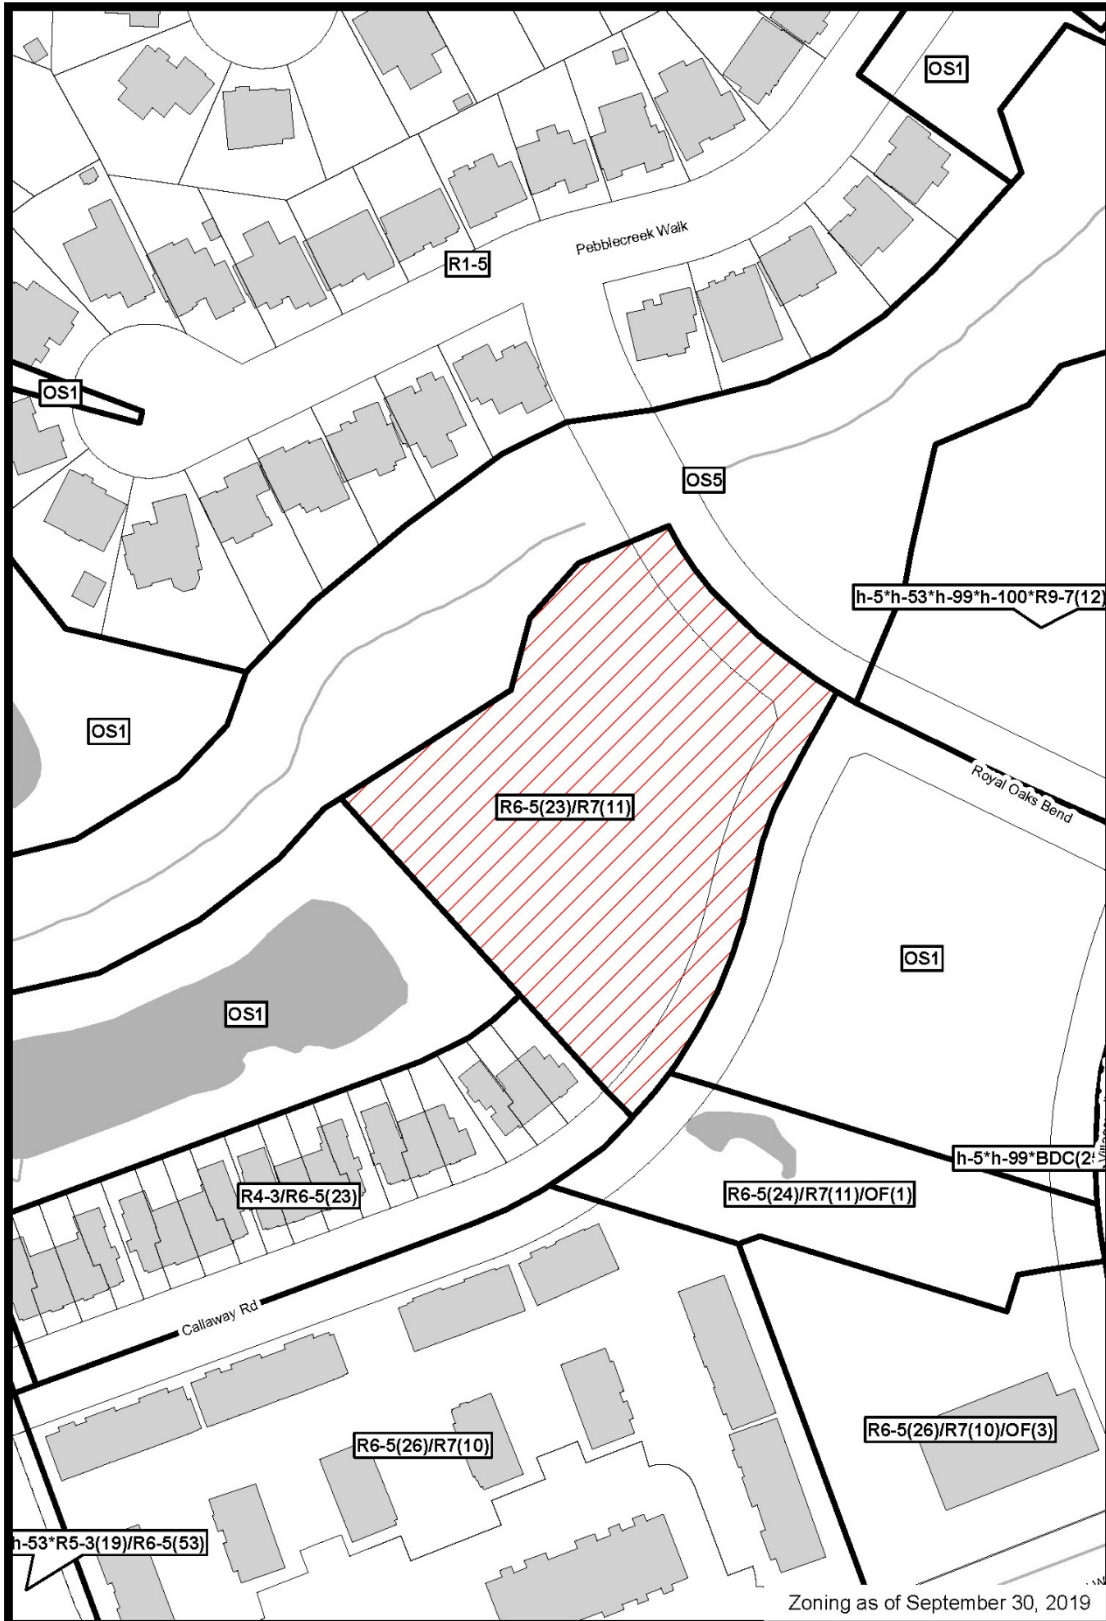 OS1
Pebblecreek Walk
R1-5
OS1
OS5
h-5*h-53*h-99*h-100*R9-7(12)
OS1
Royal Oaks Bend
R6-5(23)/R7(11)
OS1
OS1
h-5*h-99*BDC(2
R4-3/R6-5(23)
R6-5(24)/R7(11)/OF(1)
Callaway Rd
R6-5(26)/R7(10)/OF(3)
R6-5(26)/R7(10)
h-53*R5-3(19)/R6-5(53)
Zoning as of September 30, 2019